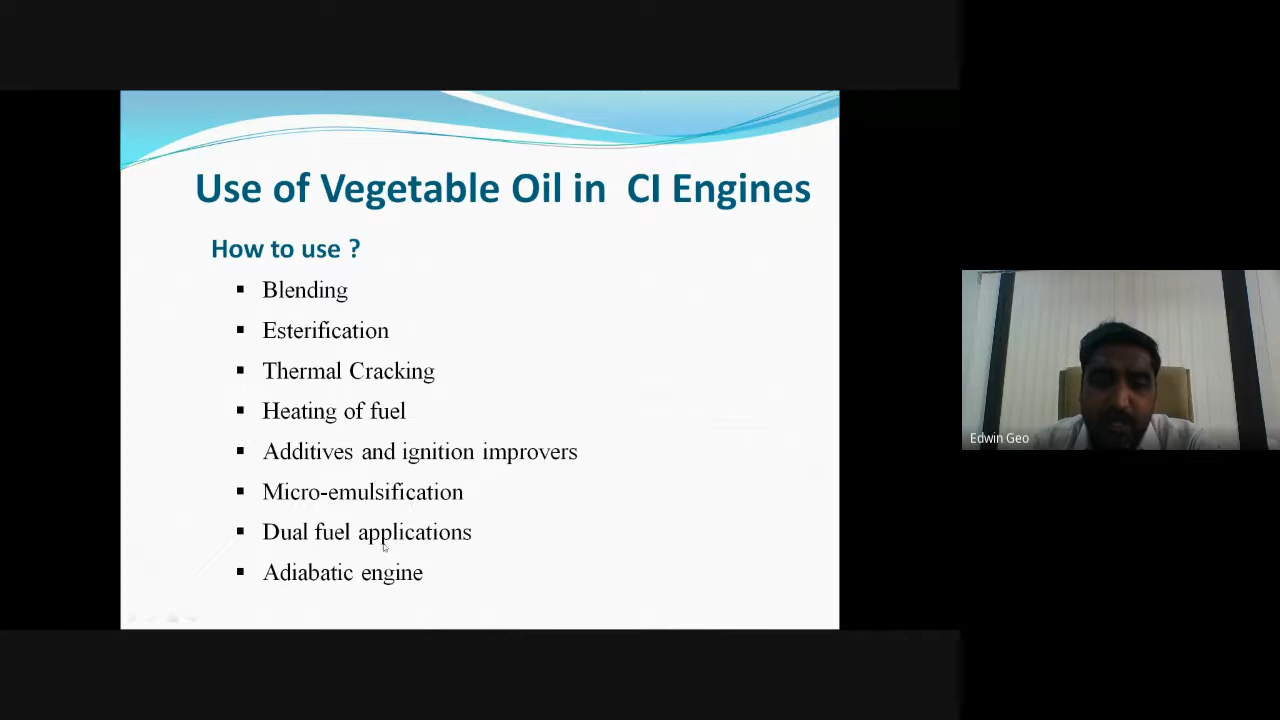 Use of Vegetable Oil in CI Engines
How to use ?
▪ Blending
▪ Esterification
▪ Thermal Cracking
▪ Heating of fuel
▪ Additives and ignition improvers
▪ Micro-emulsification
▪ Dual fuel applications
▪ Adiabatic engine
Edwin Geo